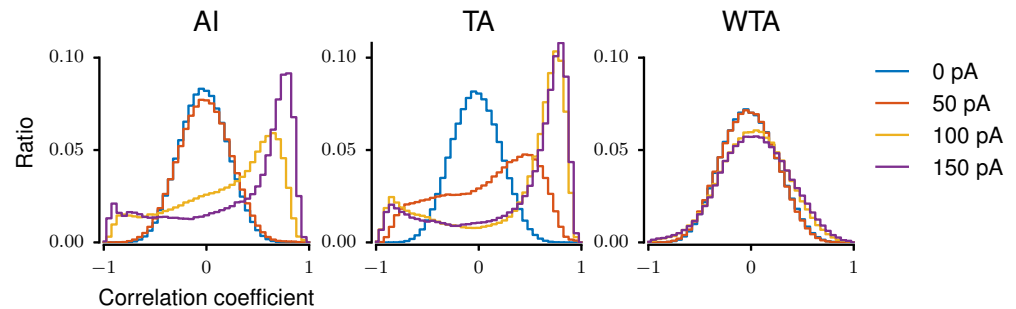 AI TA WTA
Ratio
0.10 0.10 0.10
0.05 0.05 0.05
0.00 0.00 0.00
−1 0 1 −1 0 1 −1 0 1
Correlation coefficient
0 pA
50 pA
100 pA
150 pA